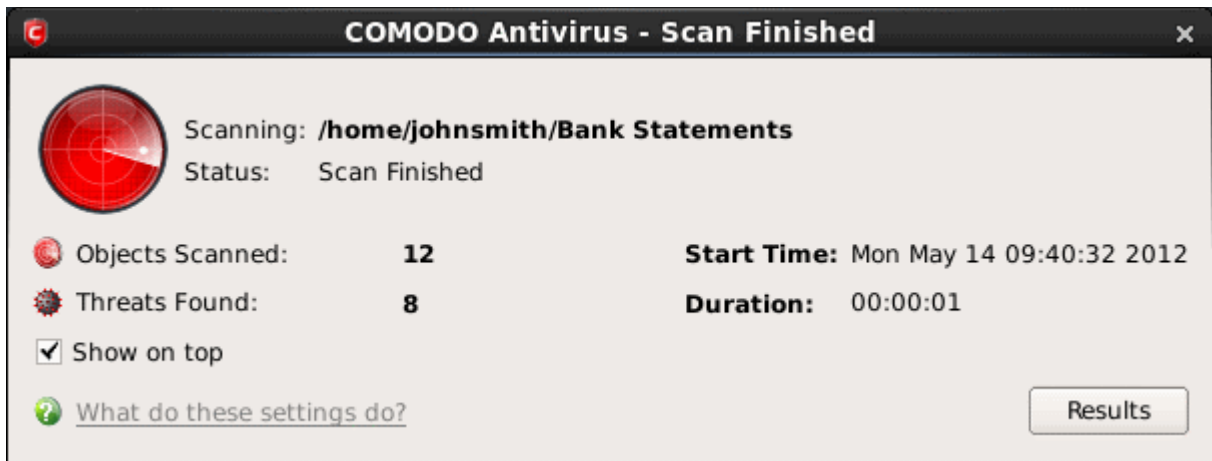 COMODO Antivirus - Scan Finished
Scanning: /home/johnsmith/Bank Statements
Status: Scan Finished
Objects Scanned: 12 Start Time: Mon May 14 09:40:32 2012
Threats Found: 8 Duration: 00:00:01
Show on top
What do these settings do?
Results